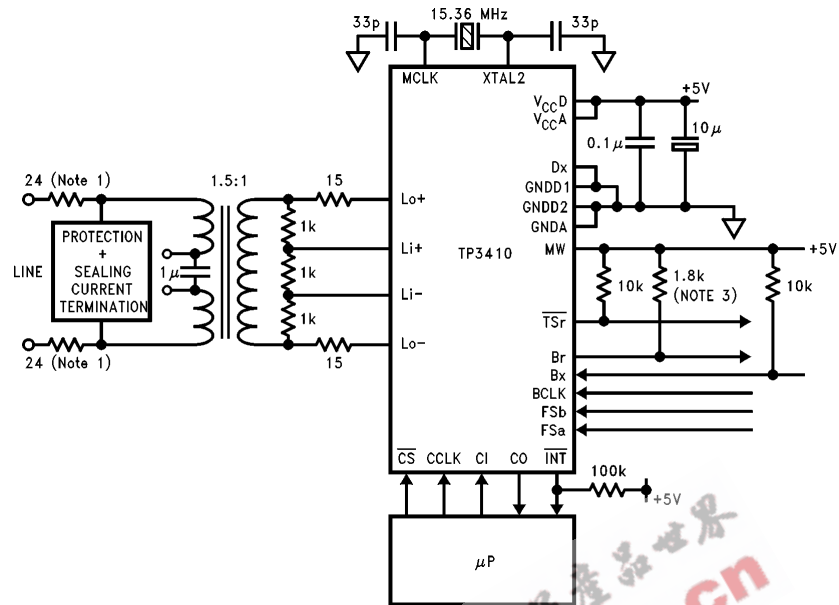 33p
15.36 MHz
33p
MCLK
XTAL2
+5V
VCCD
VCCA
0.1μ
10μ
1.5:1
24 (Note 1)
15
Lo+
Dx
GNDD1
GNDD2
GNDA
1k
PROTECTION
+
SEALING
CURRENT
TERMINATION
LINE
1μ
Li+
TP3410
MW
+5V
1k
Li-
10k
1.8k
(NOTE 3)
10k
1k
TSr
24 (Note 1)
15
Lo-
Br
Bx
BCLK
FSb
FSa
CS
CCLK
CI
CO
INT
100k
+5V
μP
世界
.cn